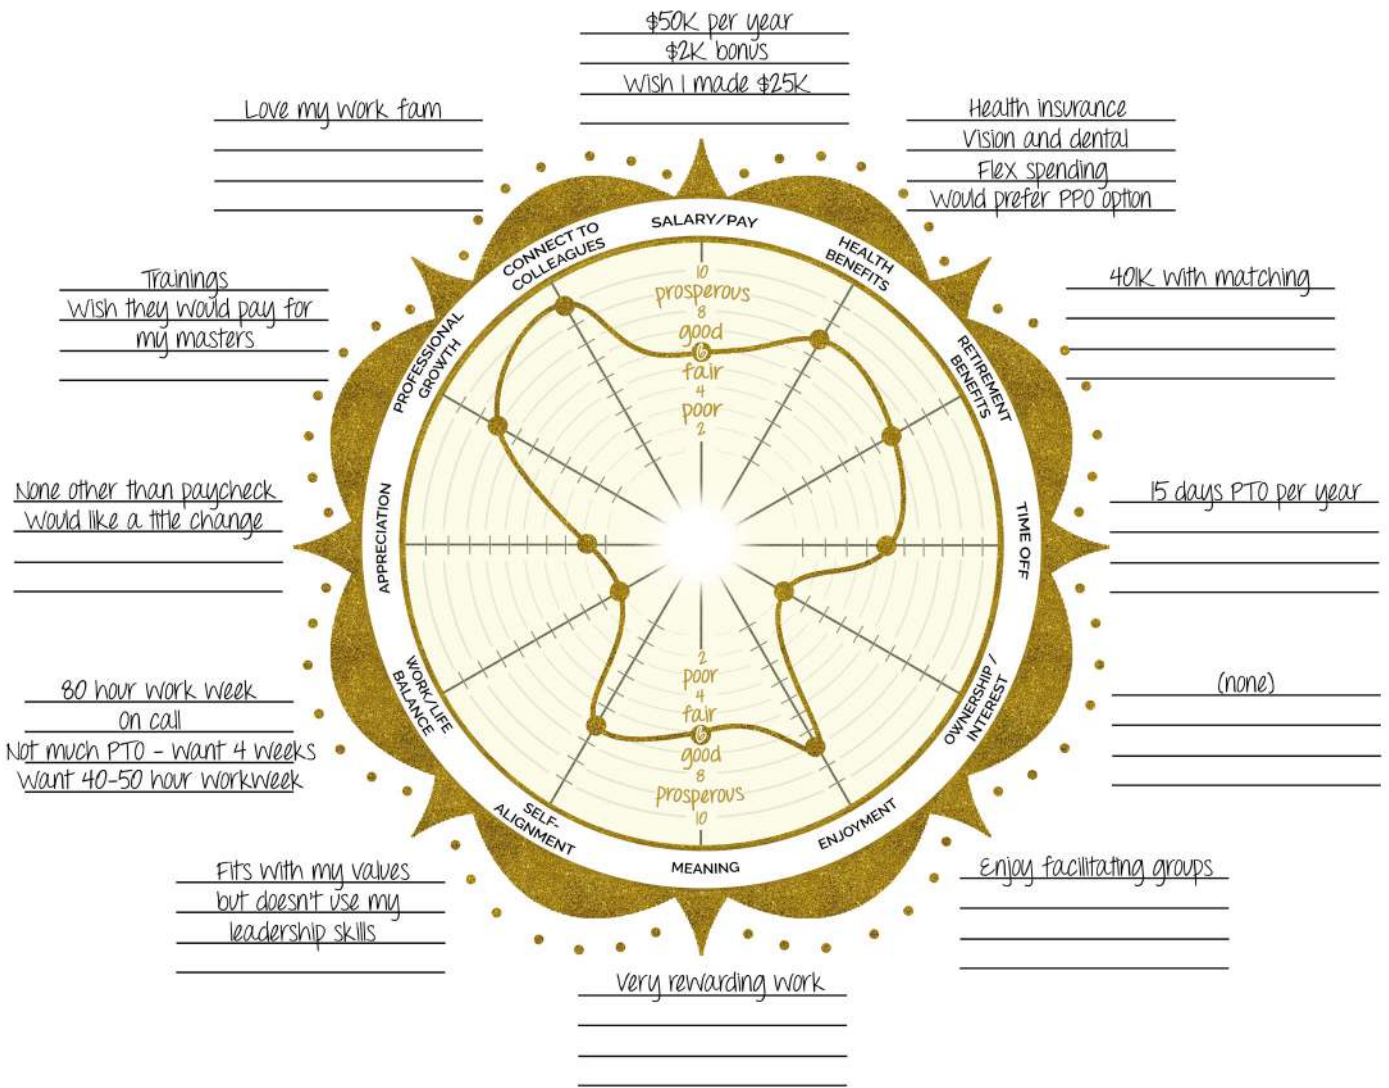 $50K per year
$2K bonus
Wish I made $25K
Love my work fam
Health insurance
Vision and dental
Flex spending
Would prefer PPO option
Trainings
Wish they would pay for
my masters
401K with matching
None other than paycheck
Would like a title change
15 days PTO per year
80 hour work week
On call
Not much PTO - Want 4 weeks
Want 40-50 hour workweek
(none)
Fits with my values
but doesn't use my
leadership skills
Enjoy facilitating groups
Very rewarding work
SALARY/PAY
HEALTH
BENEFITS
RETIREMENT
BENEFITS
TIME OFF
OWNERSHIP /
INTEREST
ENJOYMENT
MEANING
SELF-
ALIGNMENT
WORK/LIFE
BALANCE
APPRECIATION
PROFESSIONAL
GROWTH
CONNECT TO
COLLEAGUES
10
prosperous
8
good
6
fair
4
poor
2
2
poor
4
fair
6
good
8
prosperous
10